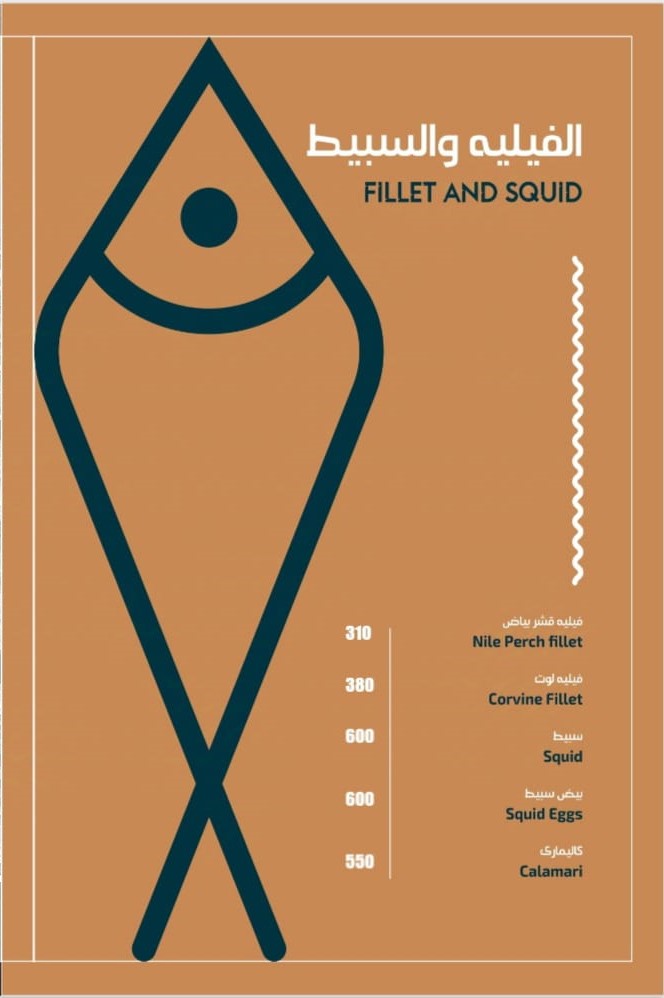 الفيليه والسبيط
FILLET AND SQUID
فيليه قشر بياض
310
Nile Perch fillet
فيليه لوت
380
Corvine Fillet
سبيط
600
Squid
بيض سبيط
600
Squid Eggs
كاليماري
550
Calamari